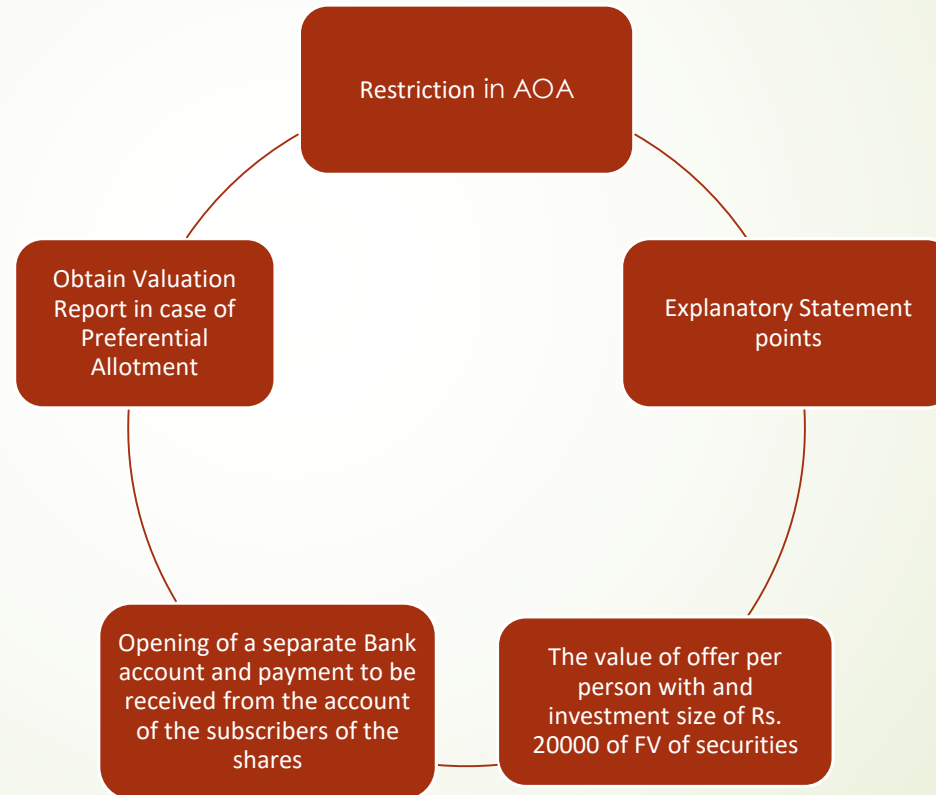 Restriction in AOA
Explanatory Statement
points
The value of offer per
person with and
investment size of Rs.
20000 of FV of securities
Opening of a separate Bank
account and payment to be
received from the account
of the subscribers of the
shares
Obtain Valuation
Report in case of
Preferential
Allotment